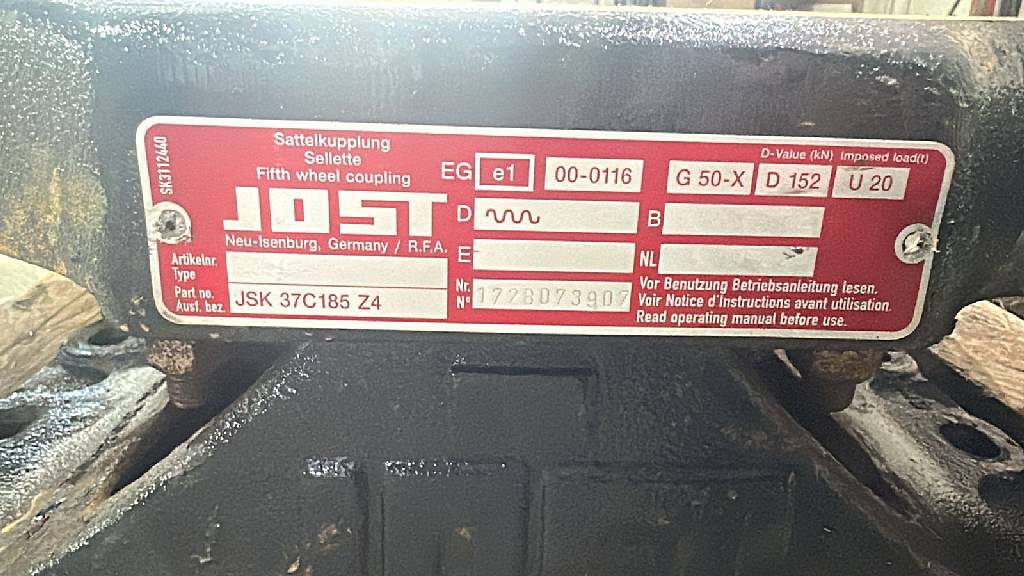 SK3112440
Sattelkupplung
Sellette
Fifth wheel coupling
JOST
Neu-Isenburg, Germany / R.F.A.
EG e1 00-0116
D-Value (kN) Imposed load(t)
G 50-X D 152 U 20
D B
E NL
Artikelnr.
Type
Part no.
Ausf. bez. JSK 37C185 Z4
Nr.
N°
Vor Benutzung Betriebsanleitung lesen.
Voir Notice d'Instructions avant utilisation.
Read operating manual before use.